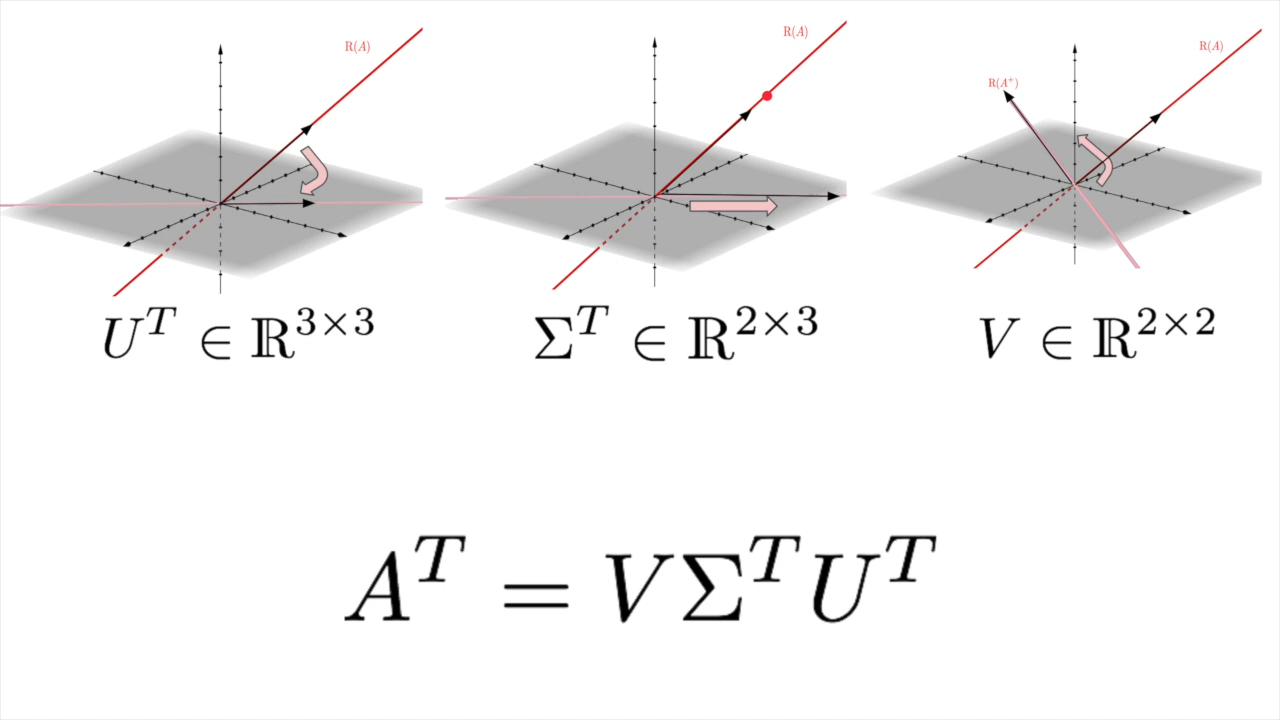 R(A)
R(A)
R(A)
R(A⁺)
Uᵀ ∈ ℝ³ˣ³
Σᵀ ∈ ℝ²ˣ³
V ∈ ℝ²ˣ²
Aᵀ = VΣᵀUᵀ